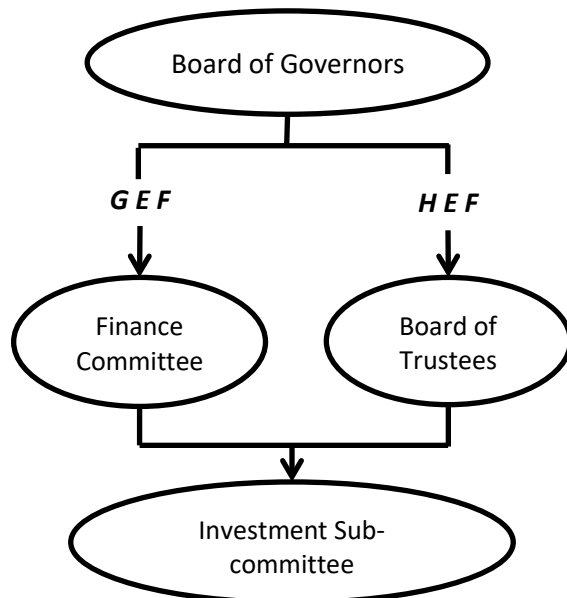 Board of Governors
G E F
H E F
Finance
Committee
Board of
Trustees
Investment Sub-
committee